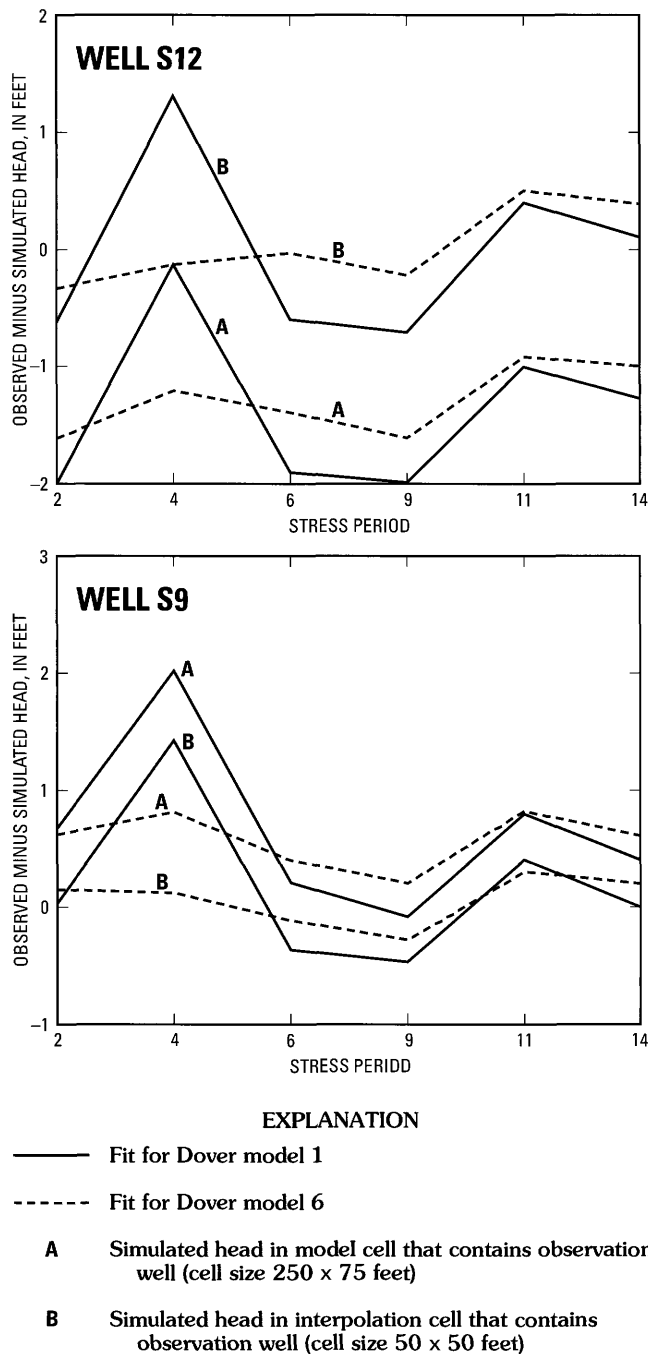 WELL S12
OBSERVED MINUS SIMULATED HEAD, IN FEET
2
1
0
−1
−2
B
B
A
A
2 4 6 9 11 14
STRESS PERIOD
WELL S9
OBSERVED MINUS SIMULATED HEAD, IN FEET
3
2
1
0
−1
A
B
A
B
2 4 6 9 11 14
STRESS PERIDD
EXPLANATION
Fit for Dover model 1
Fit for Dover model 6
A Simulated head in model cell that contains observation
well (cell size 250 x 75 feet)
B Simulated head in interpolation cell that contains
observation well (cell size 50 x 50 feet)